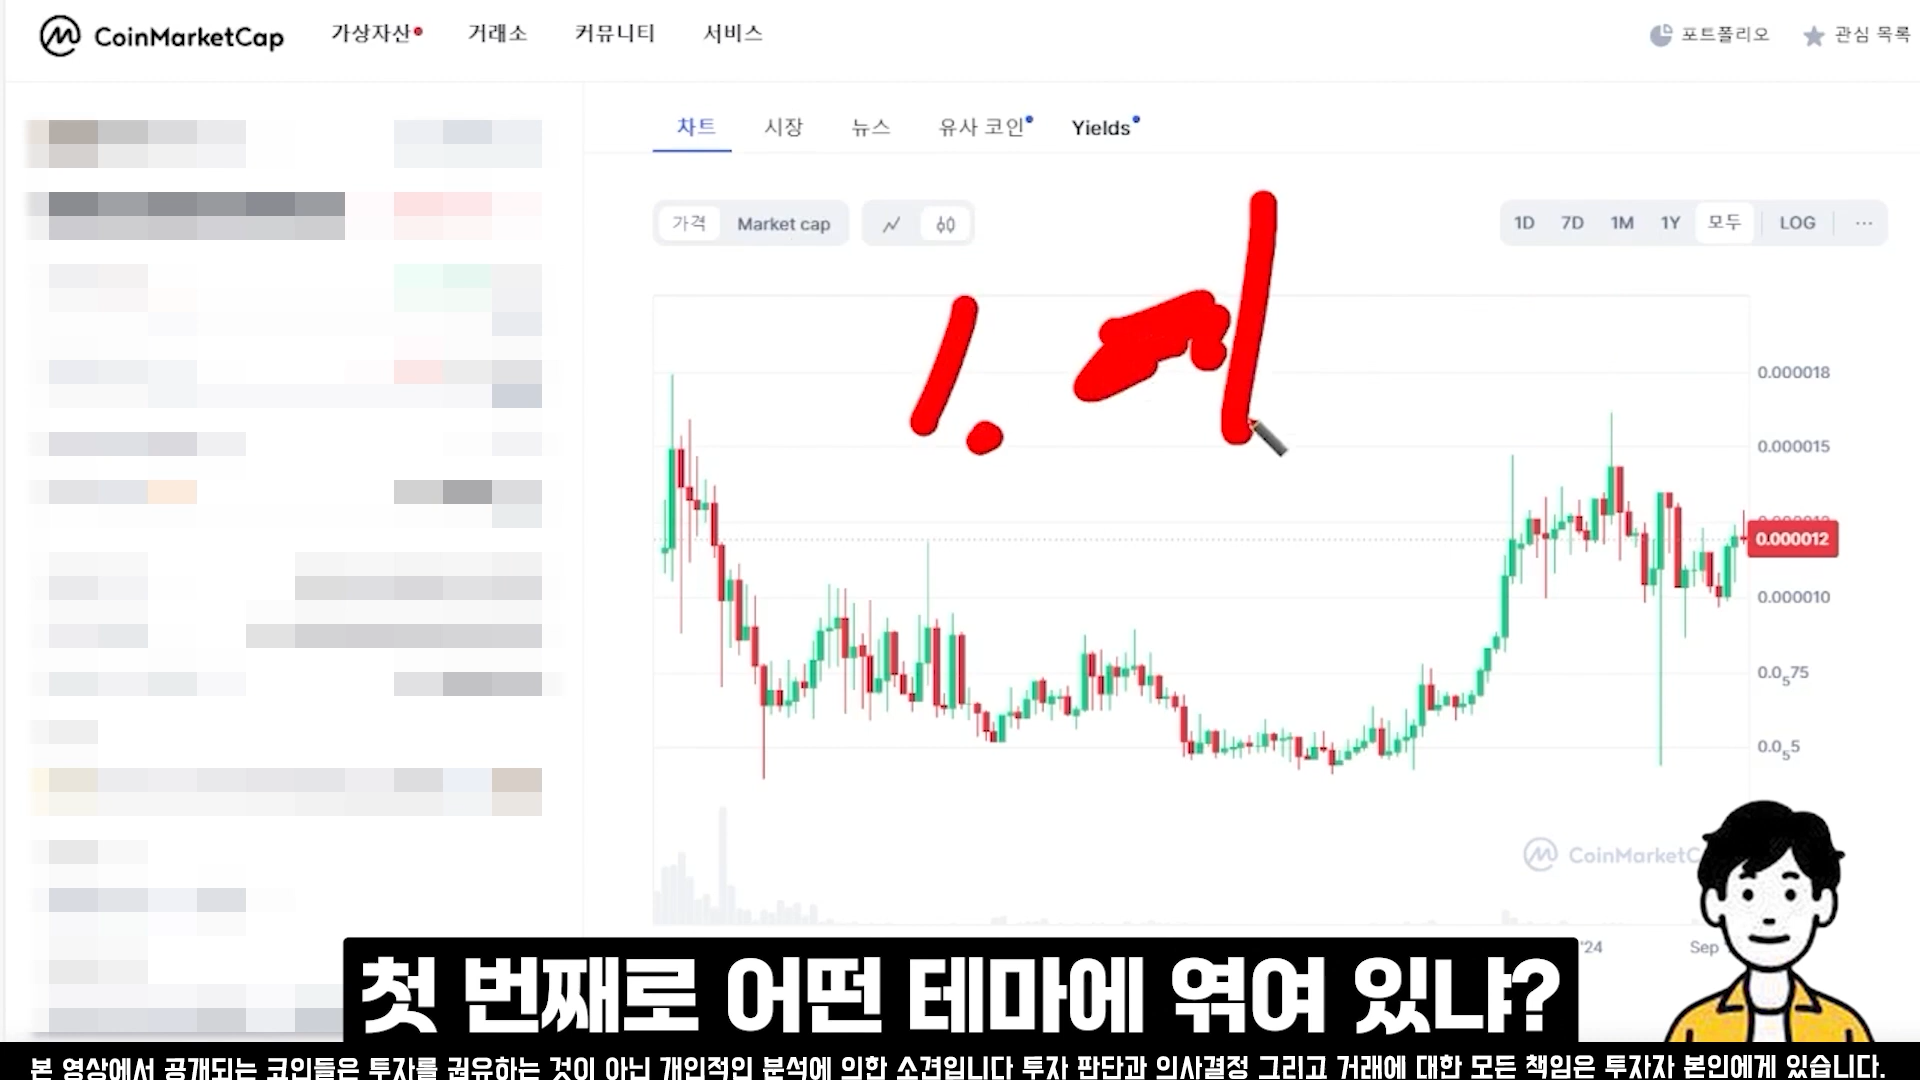 CoinMarketCap 가상자산 거래소 커뮤니티 서비스 포트폴리오 관심 목록
차트 시장 뉴스 유사 코인 Yields
가격 Market cap 1D 7D 1M 1Y 모두 LOG ...
1.
0.000018
0.000015
0.000012
0.000010
0.0₅75
0.0₅5
CoinMarketC
'24 Sep
첫 번째로 어떤 테마에 엮여 있냐?
본 영상에서 공개되는 코인들은 투자를 권유하는 것이 아닌 개인적인 분석에 의한 소견입니다 투자 판단과 의사결정 그리고 거래에 대한 모든 책임은 투자자 본인에게 있습니다.